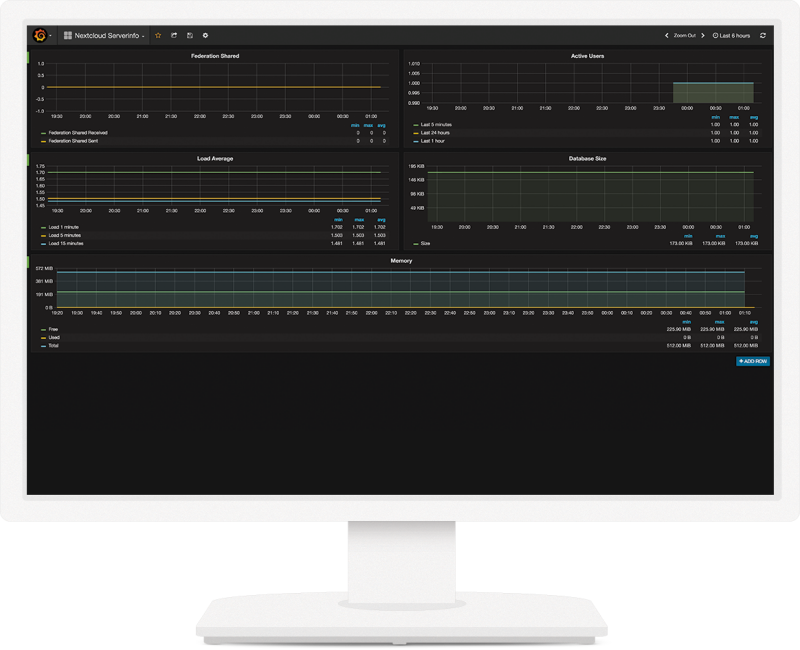 Nextcloud Serverinfo
Zoom Out
Last 6 hours
Federation Shared
1.0
0.5
0
-0.5
-1.0
19:30 20:00 20:30 21:00 21:30 22:00 22:30 23:00 23:30 00:00 00:30 01:00
min max avg
Federation Shared Received 0 0 0
Federation Shared Sent 0 0 0
Active Users
1.010
1.005
1.000
0.995
0.990
19:30 20:00 20:30 21:00 21:30 22:00 22:30 23:00 23:30 00:00 00:30 01:00
min max avg
Last 5 minutes 1.00 1.00 1.00
Last 24 hours 1.00 1.00 1.00
Last 1 hour 1.00 1.00 1.00
Load Average
1.75
1.70
1.65
1.60
1.55
1.50
1.45
19:30 20:00 20:30 21:00 21:30 22:00 22:30 23:00 23:30 00:00 00:30 01:00
min max avg
Load 1 minute 1.702 1.702 1.702
Load 5 minutes 1.503 1.503 1.503
Load 15 minutes 1.481 1.481 1.481
Database Size
195 KiB
146 KiB
98 KiB
49 KiB
19:30 20:00 20:30 21:00 21:30 22:00 22:30 23:00 23:30 00:00 00:30 01:00
min max avg
Size 173.00 KiB 173.00 KiB 173.00 KiB
Memory
572 MiB
381 MiB
191 MiB
0 B
19:20 19:30 19:40 19:50 20:00 20:10 20:20 20:30 20:40 20:50 21:00 21:10 21:20 21:30 21:40 21:50 22:00 22:10 22:20 22:30 22:40 22:50 23:00 23:10 23:20 23:30 23:40 23:50 00:00 00:10 00:20 00:30 00:40 00:50 01:00 01:10
min max avg
Free 225.90 MiB 225.90 MiB 225.90 MiB
Used 0 B 0 B 0 B
Total 512.00 MiB 512.00 MiB 512.00 MiB
+ ADD ROW